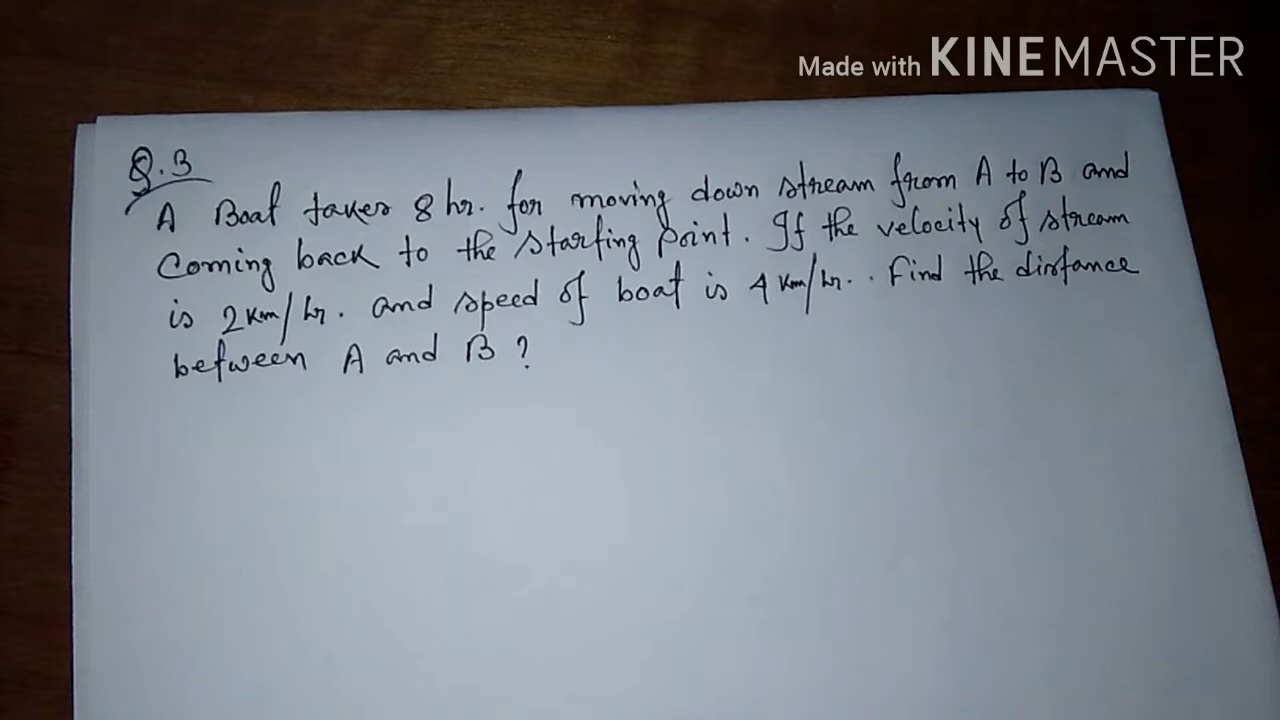 Made with KINEMASTER
Q.3
A Boat takes 8 hr. for moving down stream from A to B and
Coming back to the starting point. If the velocity of stream
is 2 km/hr. and speed of boat is 4 km/hr. . Find the distance
between A and B ?